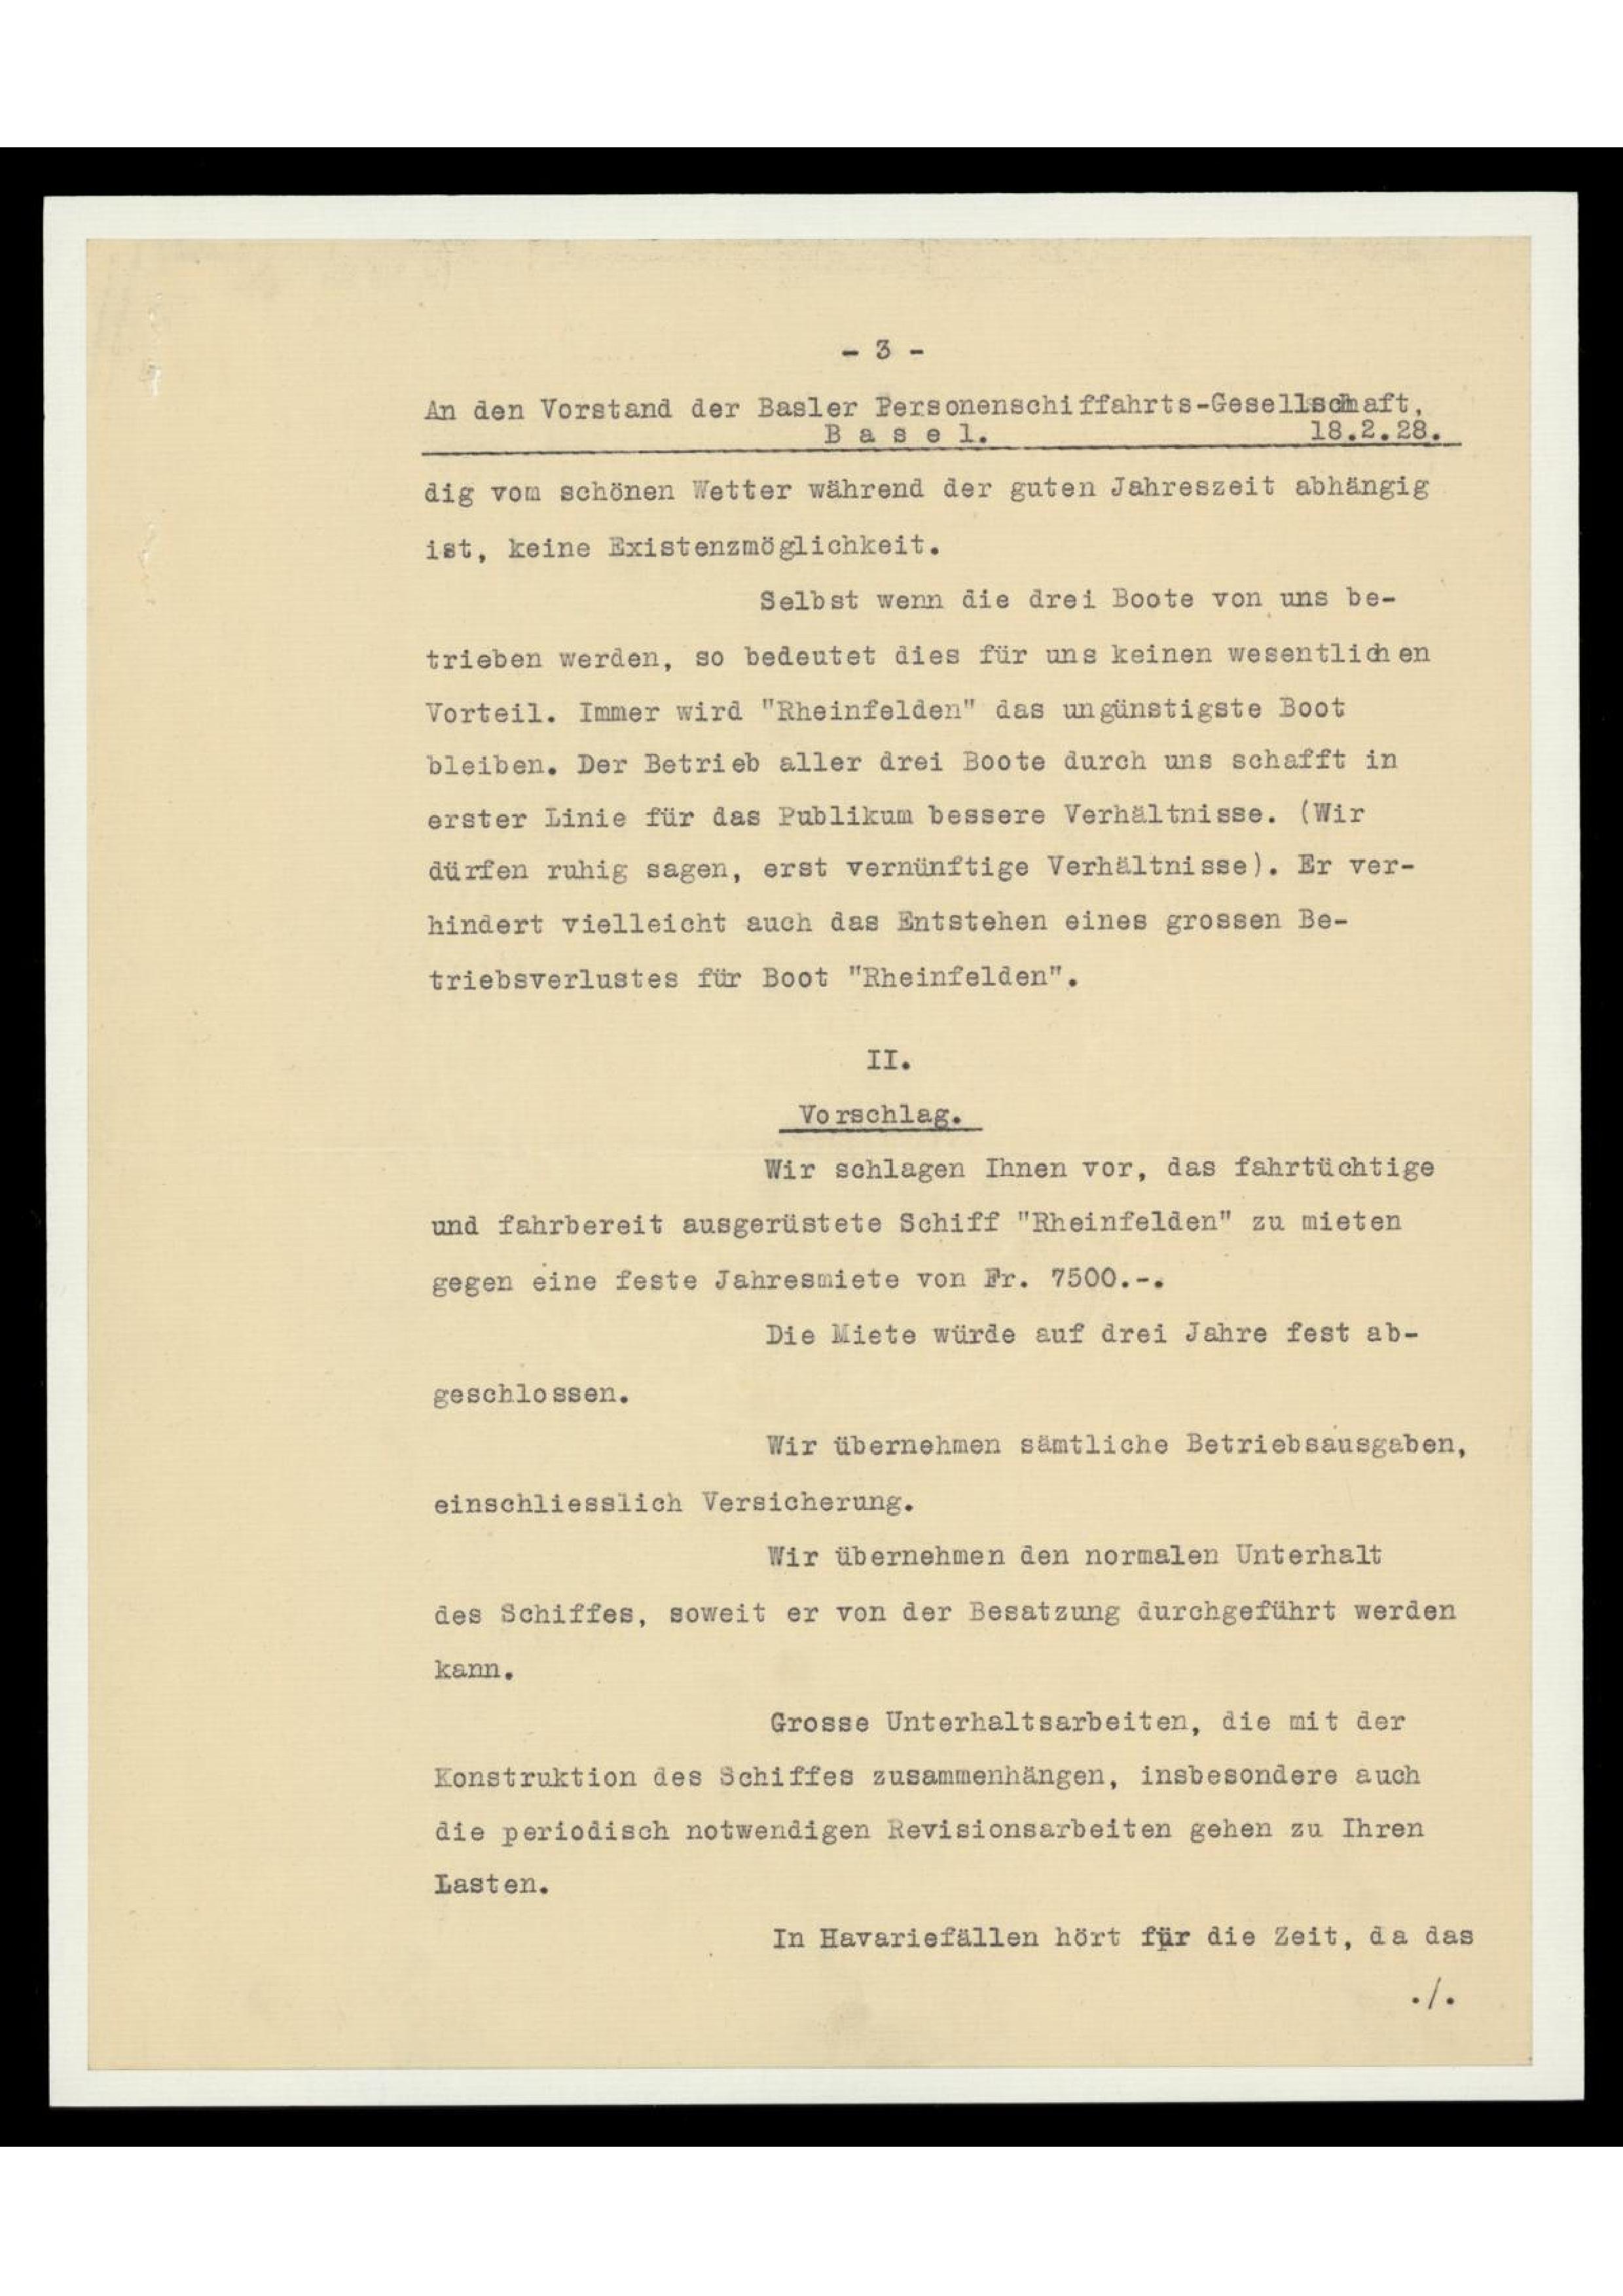 - 3 -
An den Vorstand der Basler Personenschiffahrts-Gesellschaft,
B a s e l. 18.2.28.
dig vom schönen Wetter während der guten Jahreszeit abhängig
ist, keine Existenzmöglichkeit.
Selbst wenn die drei Boote von uns be-
trieben werden, so bedeutet dies für uns keinen wesentlichen
Vorteil. Immer wird "Rheinfelden" das ungünstigste Boot
bleiben. Der Betrieb aller drei Boote durch uns schafft in
erster Linie für das Publikum bessere Verhältnisse. (Wir
dürfen ruhig sagen, erst vernünftige Verhältnisse). Er ver-
hindert vielleicht auch das Entstehen eines grossen Be-
triebsverlustes für Boot "Rheinfelden".
II.
Vorschlag.
Wir schlagen Ihnen vor, das fahrtüchtige
und fahrbereit ausgerüstete Schiff "Rheinfelden" zu mieten
gegen eine feste Jahresmiete von Fr. 7500.-.
Die Miete würde auf drei Jahre fest ab-
geschlossen.
Wir übernehmen sämtliche Betriebsausgaben,
einschliesslich Versicherung.
Wir übernehmen den normalen Unterhalt
des Schiffes, soweit er von der Besatzung durchgeführt werden
kann.
Grosse Unterhaltsarbeiten, die mit der
Konstruktion des Schiffes zusammenhängen, insbesondere auch
die periodisch notwendigen Revisionsarbeiten gehen zu Ihren
Lasten.
In Havariefällen hört für die Zeit, da das
./.